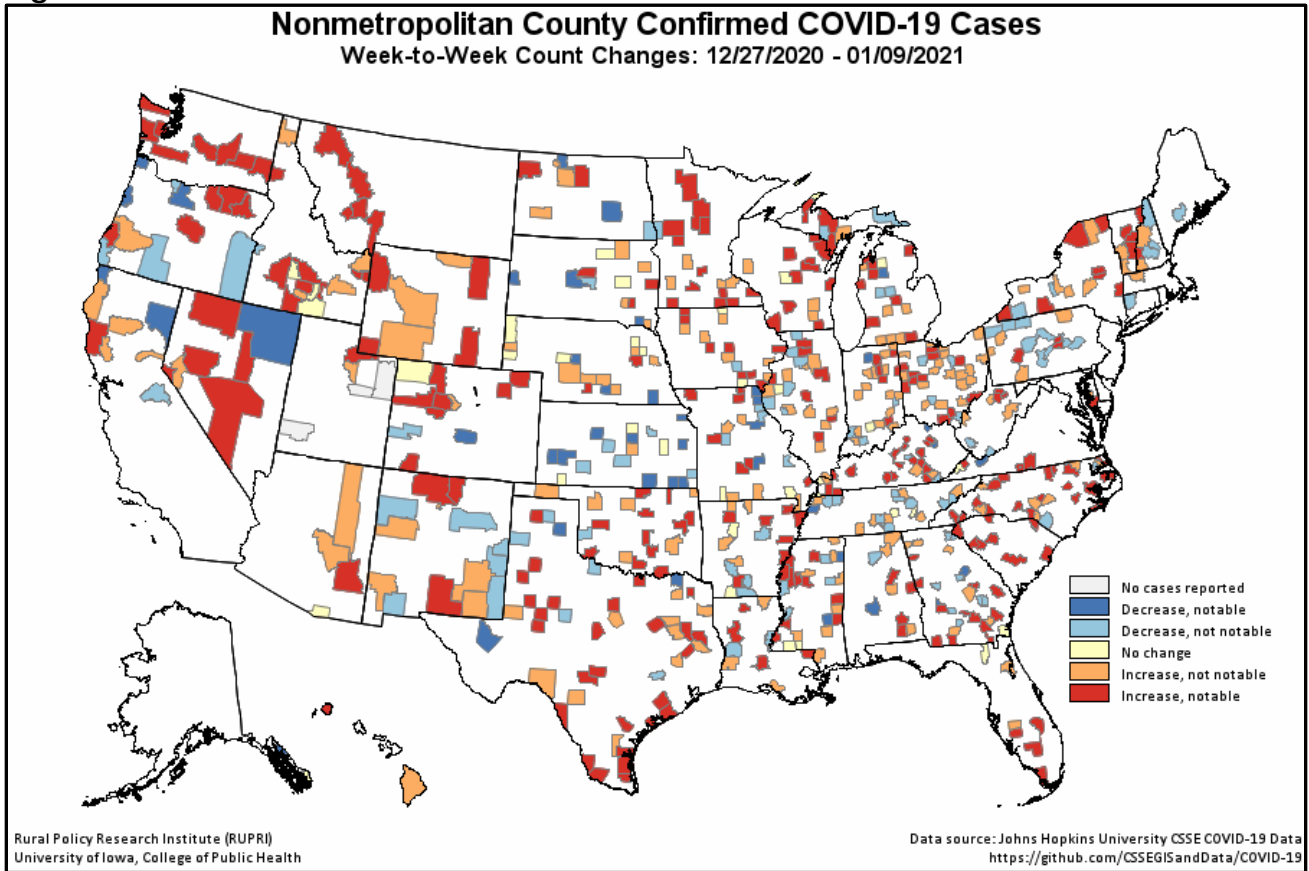 Nonmetropolitan County Confirmed COVID-19 Cases
Week-to-Week Count Changes: 12/27/2020 - 01/09/2021
No cases reported
Decrease, notable
Decrease, not notable
No change
Increase, not notable
Increase, notable
Rural Policy Research Institute (RUPRI)
University of Iowa, College of Public Health
Data source: Johns Hopkins University CSSE COVID-19 Data
https://github.com/CSSEGISandData/COVID-19